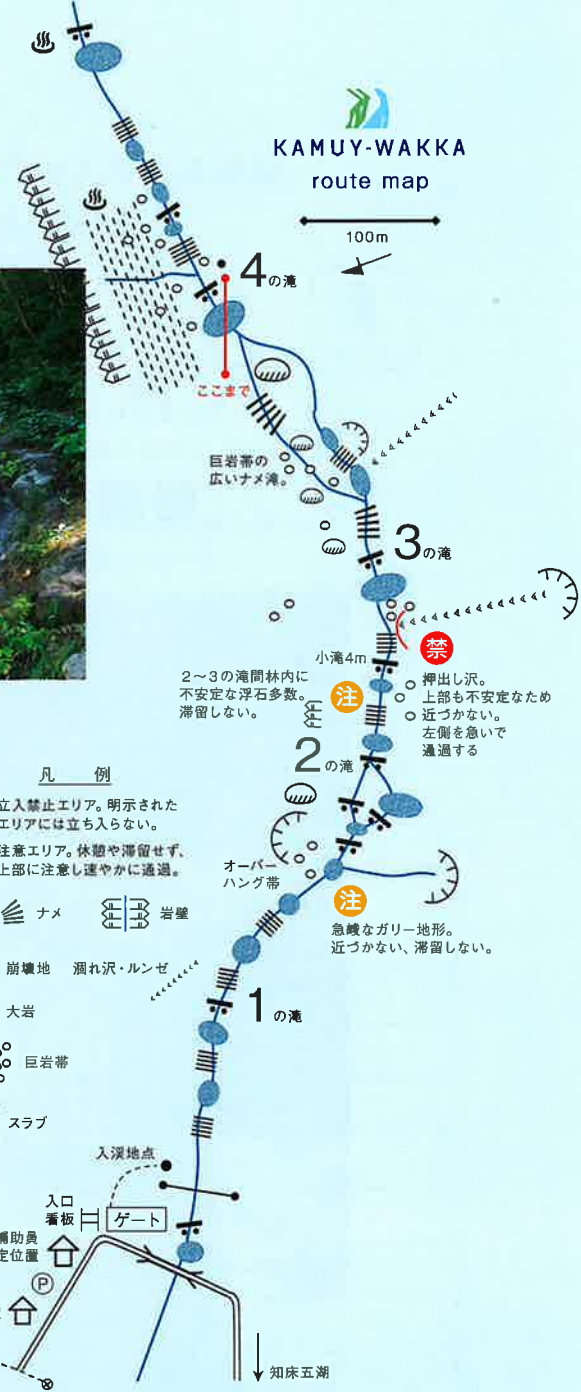 KAMUY-WAKKA
route map
100m
4の滝
ここまで
巨岩帯の
広いナメ滝。
3の滝
禁
小滝4m
2～3の滝間林内に
不安定な浮石多数。
滞留しない。
注
押出し沢。
上部も不安定なため
近づかない。
左側を急いで
通過する
2の滝
凡 例
立入禁止エリア。明示された
エリアには立ち入らない。
注意エリア。休憩や滞留せず、
上部に注意し速やかに通過。
ナメ
岩壁
崩壊地
涸れ沢・ルンゼ
大岩
巨岩帯
スラブ
オーバー
ハング帯
注
急峻なガリー地形。
近づかない、滞留しない。
1の滝
入渓地点
入口
看板
ゲート
補助員
定位置
P
知床五湖